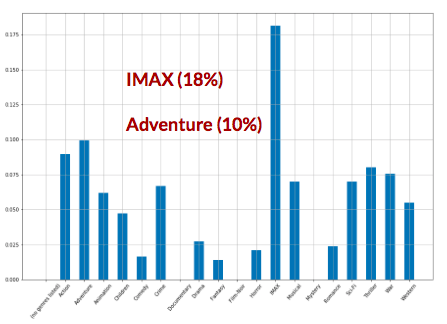 0.175
0.150
IMAX (18%)
0.125
Adventure (10%)
0.100
0.075
0.050
0.025
0.000
(no genres listed)
Action
Adventure
Animation
Children
Comedy
Crime
Documentary
Drama
Fantasy
Film-Noir
Horror
IMAX
Musical
Mystery
Romance
Sci-Fi
Thriller
War
Western